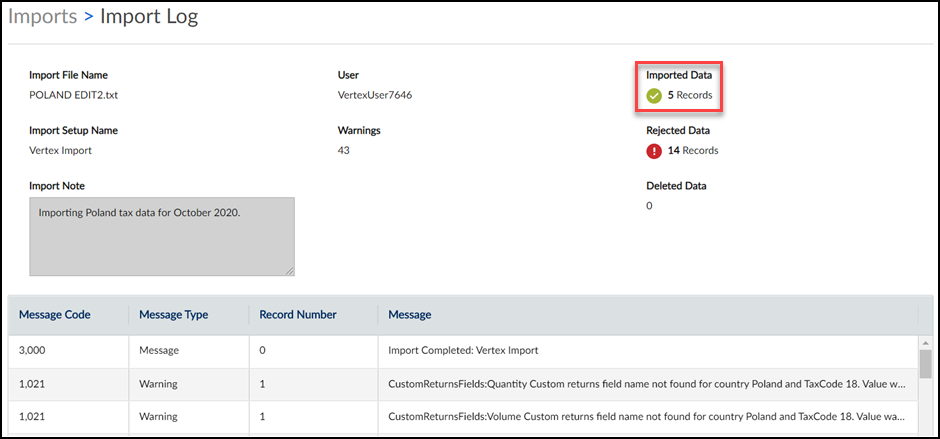 Imports > Import Log
Import File Name
POLAND EDIT2.txt
User
VertexUser7646
Imported Data
5 Records
Import Setup Name
Vertex Import
Warnings
43
Rejected Data
14 Records
Import Note
Importing Poland tax data for October 2020.
Deleted Data
0
Message Code Message Type Record Number Message
3,000 Message 0 Import Completed: Vertex Import
1,021 Warning 1 CustomReturnsFields:Quantity Custom returns field name not found for country Poland and TaxCode 18. Value w...
1,021 Warning 1 CustomReturnsFields:Volume Custom returns field name not found for country Poland and TaxCode 18. Value wa...